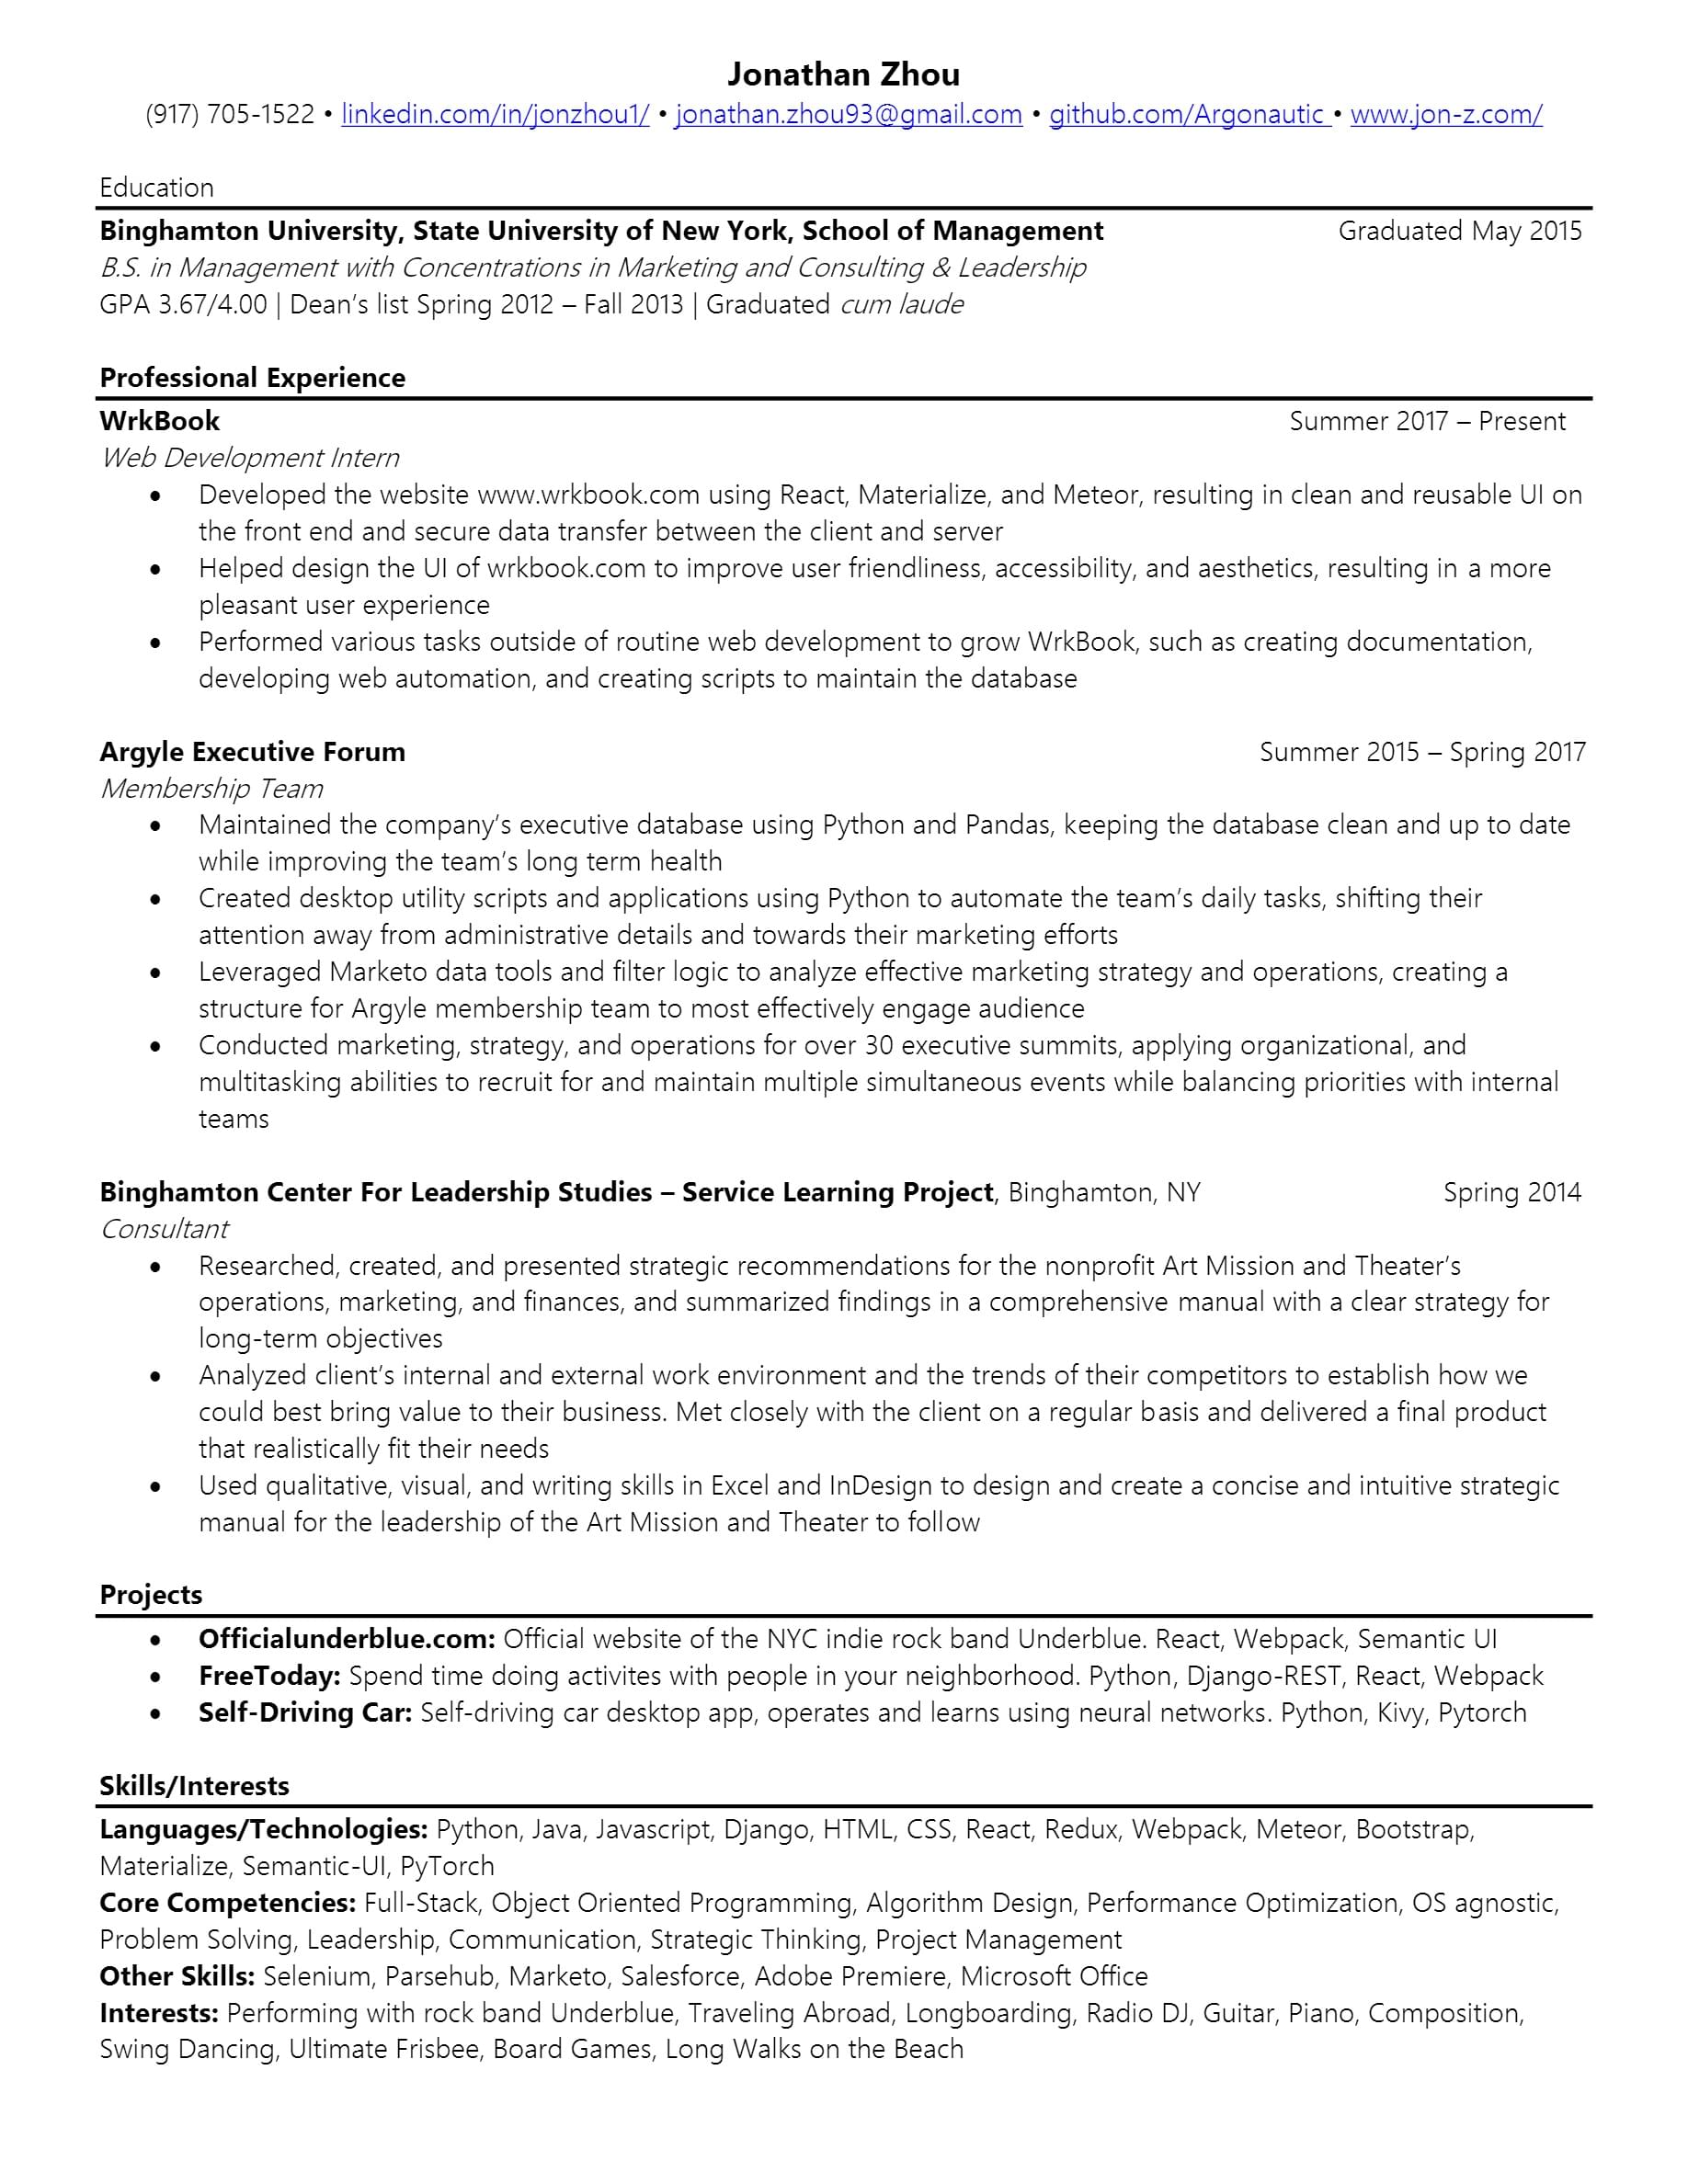 Jonathan Zhou
(917) 705-1522 • linkedin.com/in/jonzhou1/ • jonathan.zhou93@gmail.com • github.com/Argonautic • www.jon-z.com/
Education
Binghamton University, State University of New York, School of Management Graduated May 2015
B.S. in Management with Concentrations in Marketing and Consulting & Leadership
GPA 3.67/4.00 | Dean's list Spring 2012 – Fall 2013 | Graduated cum laude
Professional Experience
WrkBook Summer 2017 – Present
Web Development Intern
• Developed the website www.wrkbook.com using React, Materialize, and Meteor, resulting in clean and reusable UI on
the front end and secure data transfer between the client and server
• Helped design the UI of wrkbook.com to improve user friendliness, accessibility, and aesthetics, resulting in a more
pleasant user experience
• Performed various tasks outside of routine web development to grow WrkBook, such as creating documentation,
developing web automation, and creating scripts to maintain the database
Argyle Executive Forum Summer 2015 – Spring 2017
Membership Team
• Maintained the company's executive database using Python and Pandas, keeping the database clean and up to date
while improving the team's long term health
• Created desktop utility scripts and applications using Python to automate the team's daily tasks, shifting their
attention away from administrative details and towards their marketing efforts
• Leveraged Marketo data tools and filter logic to analyze effective marketing strategy and operations, creating a
structure for Argyle membership team to most effectively engage audience
• Conducted marketing, strategy, and operations for over 30 executive summits, applying organizational, and
multitasking abilities to recruit for and maintain multiple simultaneous events while balancing priorities with internal
teams
Binghamton Center For Leadership Studies – Service Learning Project, Binghamton, NY Spring 2014
Consultant
• Researched, created, and presented strategic recommendations for the nonprofit Art Mission and Theater's
operations, marketing, and finances, and summarized findings in a comprehensive manual with a clear strategy for
long-term objectives
• Analyzed client's internal and external work environment and the trends of their competitors to establish how we
could best bring value to their business. Met closely with the client on a regular basis and delivered a final product
that realistically fit their needs
• Used qualitative, visual, and writing skills in Excel and InDesign to design and create a concise and intuitive strategic
manual for the leadership of the Art Mission and Theater to follow
Projects
• Officialunderblue.com: Official website of the NYC indie rock band Underblue. React, Webpack, Semantic UI
• FreeToday: Spend time doing activites with people in your neighborhood. Python, Django-REST, React, Webpack
• Self-Driving Car: Self-driving car desktop app, operates and learns using neural networks. Python, Kivy, Pytorch
Skills/Interests
Languages/Technologies: Python, Java, Javascript, Django, HTML, CSS, React, Redux, Webpack, Meteor, Bootstrap,
Materialize, Semantic-UI, PyTorch
Core Competencies: Full-Stack, Object Oriented Programming, Algorithm Design, Performance Optimization, OS agnostic,
Problem Solving, Leadership, Communication, Strategic Thinking, Project Management
Other Skills: Selenium, Parsehub, Marketo, Salesforce, Adobe Premiere, Microsoft Office
Interests: Performing with rock band Underblue, Traveling Abroad, Longboarding, Radio DJ, Guitar, Piano, Composition,
Swing Dancing, Ultimate Frisbee, Board Games, Long Walks on the Beach